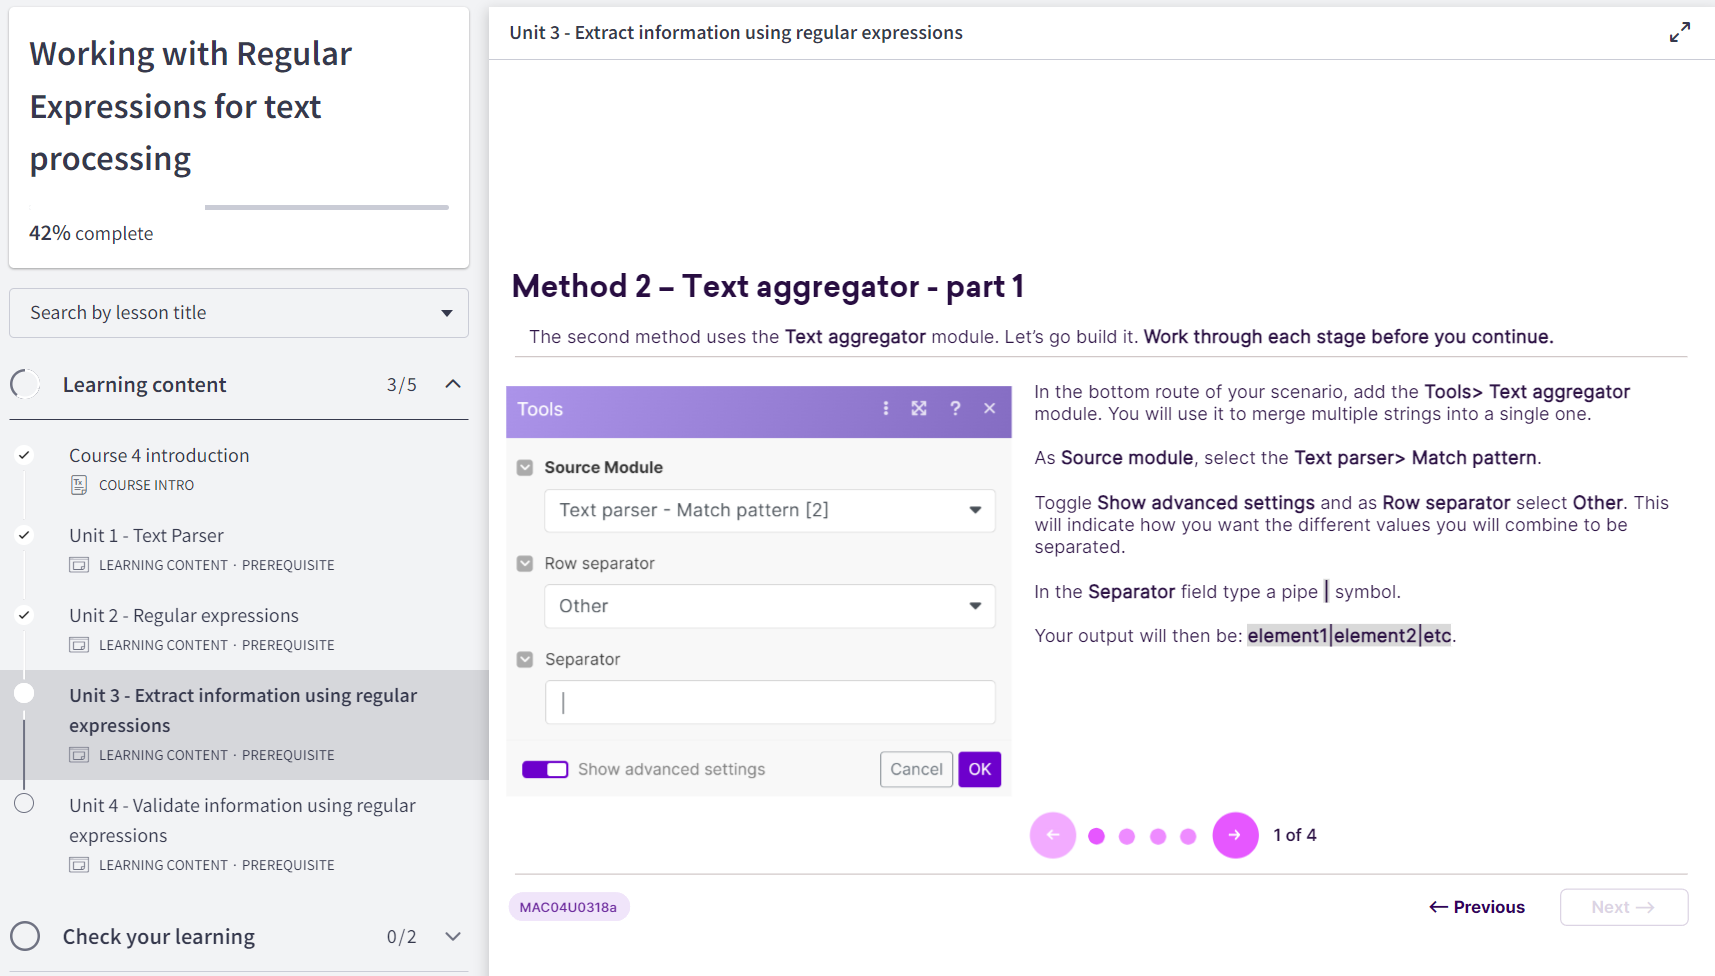 Working with Regular
Expressions for text
processing
42% complete
Search by lesson title
Learning content 3/5
Course 4 introduction
COURSE INTRO
Unit 1 - Text Parser
LEARNING CONTENT · PREREQUISITE
Unit 2 - Regular expressions
LEARNING CONTENT · PREREQUISITE
Unit 3 - Extract information using regular
expressions
LEARNING CONTENT · PREREQUISITE
Unit 4 - Validate information using regular
expressions
LEARNING CONTENT · PREREQUISITE
Check your learning 0/2
Unit 3 - Extract information using regular expressions
Method 2 – Text aggregator - part 1
The second method uses the Text aggregator module. Let's go build it. Work through each stage before you continue.
Tools ?
Source Module
Text parser - Match pattern [2]
Row separator
Other
Separator
|
Show advanced settings
Cancel
OK
In the bottom route of your scenario, add the Tools> Text aggregator
module. You will use it to merge multiple strings into a single one.
As Source module, select the Text parser> Match pattern.
Toggle Show advanced settings and as Row separator select Other. This
will indicate how you want the different values you will combine to be
separated.
In the Separator field type a pipe | symbol.
Your output will then be: element1|element2|etc.
1 of 4
MAC04U0318a
← Previous
Next →